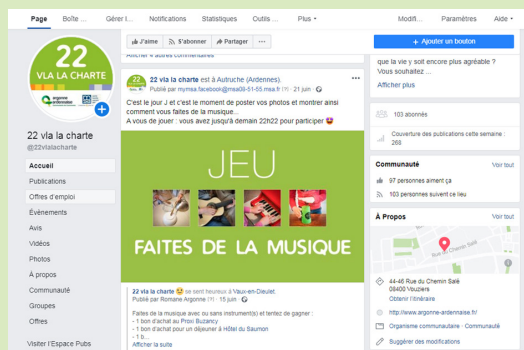 Page Boîte ... Gérer l... Notifications Statistiques Outils ... Plus Modifi... Paramètres Aide
J'aime S'abonner Partager ...
+ Ajouter un bouton
22
VLA LA CHARTE
argonne
ardennaise
22 vla la charte
@22vlalacharte
Accueil
Publications
Offres d'emploi
Évènements
Avis
Vidéos
Photos
À propos
Communauté
Groupes
Offres
Visiter l'Espace Pubs
Afficher 4 autres commentaires
22 vla la charte est à Autruche (Ardennes).
Publié par mymsa.facebook@msa08-51-55.msa.fr [?] · 21 juin ·
C'est le jour J et c'est le moment de poster vos photos et montrer ainsi
comment vous faites de la musique...
A vous de jouer : vous avez jusqu'à demain 22h22 pour participer
JEU
FAITES DE LA MUSIQUE
22 vla la charte se sent heureux à Vaux-en-Dieulet.
Publié par Romane Argonne [?] · 15 juin ·
Faites de la musique avec ou sans instrument(s) et tentez de gagner :
- 1 bon d'achat au Proxi Buzancy
- 1 bon d'achat pour un déjeuner à Hôtel du Saumon
- 1 b...
Afficher la suite
que la vie y soit encore plus agréable ?
Vous souhaitez ...
Afficher plus
103 abonnés
Couverture des publications cette semaine :
268
Communauté Voir tout
97 personnes aiment ça
103 personnes suivent ce lieu
À Propos Voir tout
Rue du Chemin Salé
44-46 Rue du Chemin Salé
08400 Vouziers
Obtenir l'itinéraire
http://www.argonne-ardennaise.fr/
Organisme communautaire · Communauté
Suggérer des modifications